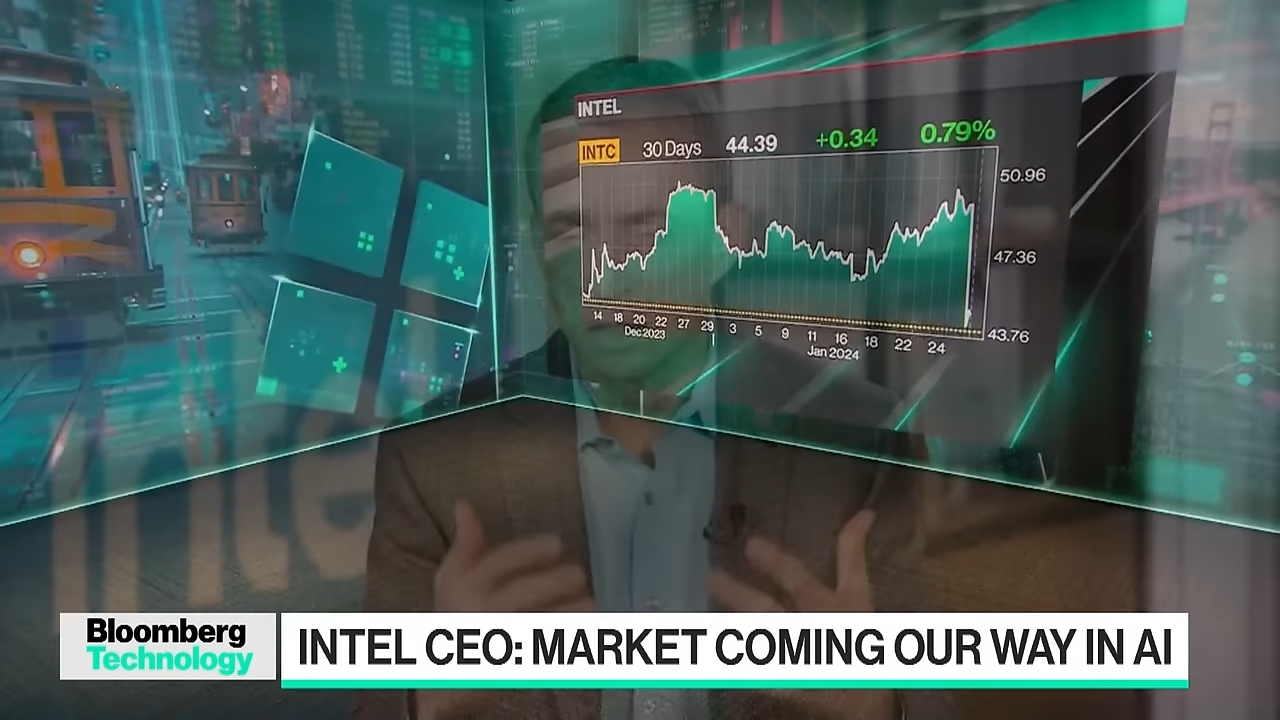 INTEL
INTC 30 Days 44.39 +0.34 0.79%
50.96
47.36
43.76
14 18 20 22 27 29 3 5 9 11 16 18 22 24
Dec 2023 Jan 2024
Inte
Bloomberg
Technology
INTEL CEO: MARKET COMING OUR WAY IN AI